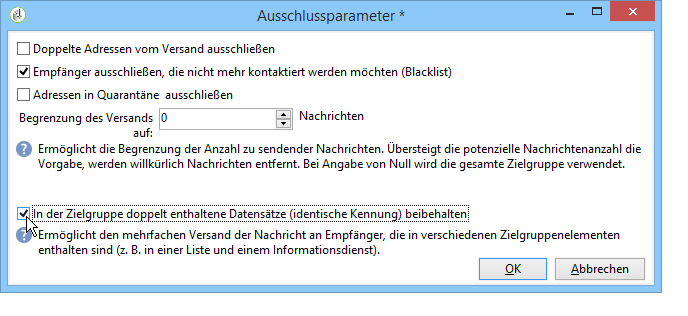 Ausschlussparameter *
Doppelte Adressen vom Versand ausschließen
Empfänger ausschließen, die nicht mehr kontaktiert werden möchten (Blacklist)
Adressen in Quarantäne ausschließen
Begrenzung des Versands auf: 0 Nachrichten
Ermöglicht die Begrenzung der Anzahl zu sendender Nachrichten. Übersteigt die potenzielle Nachrichtenanzahl die
Vorgabe, werden willkürlich Nachrichten entfernt. Bei Angabe von Null wird die gesamte Zielgruppe verwendet.
In der Zielgruppe doppelt enthaltene Datensätze (identische Kennung) beibehalten
Ermöglicht den mehrfachen Versand der Nachricht an Empfänger, die in verschiedenen Zielgruppenelementen
enthalten sind (z. B. in einer Liste und einem Informationsdienst).
OK Abbrechen